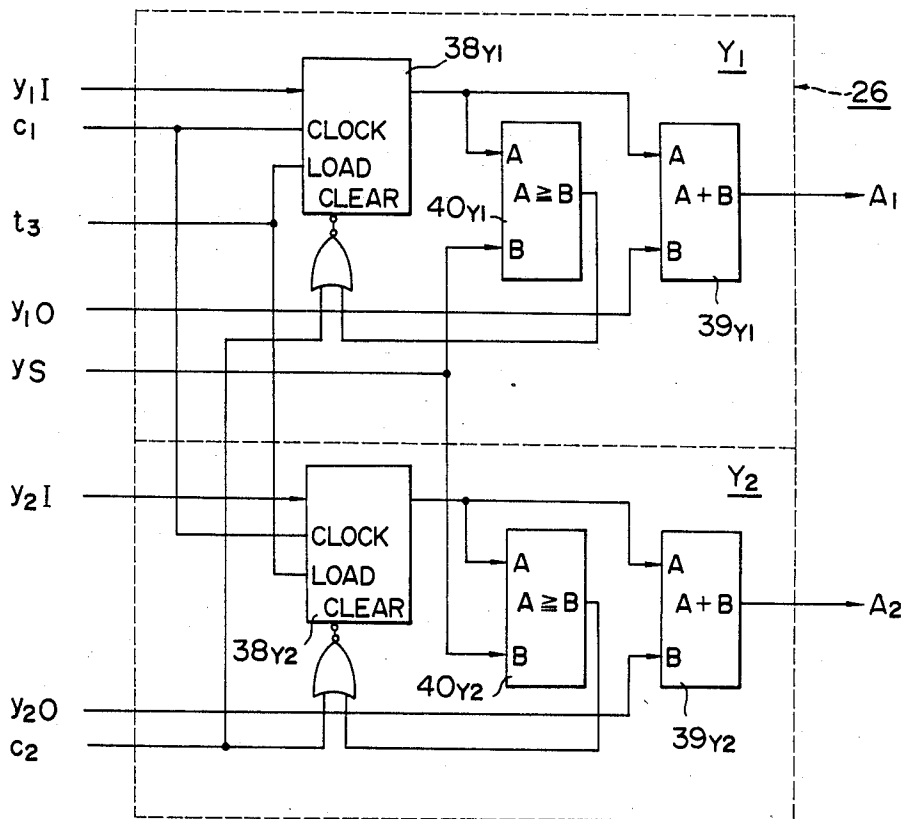 38Y1
Y1
26
y1I
c1
CLOCK
LOAD
CLEAR
t3
A
A ≧ B
B
40Y1
A
A + B
B
A1
39Y1
y1O
yS
Y2
y2I
CLOCK
LOAD
CLEAR
38Y2
A
A ≧ B
B
40Y2
A
A + B
B
A2
39Y2
y2O
c2